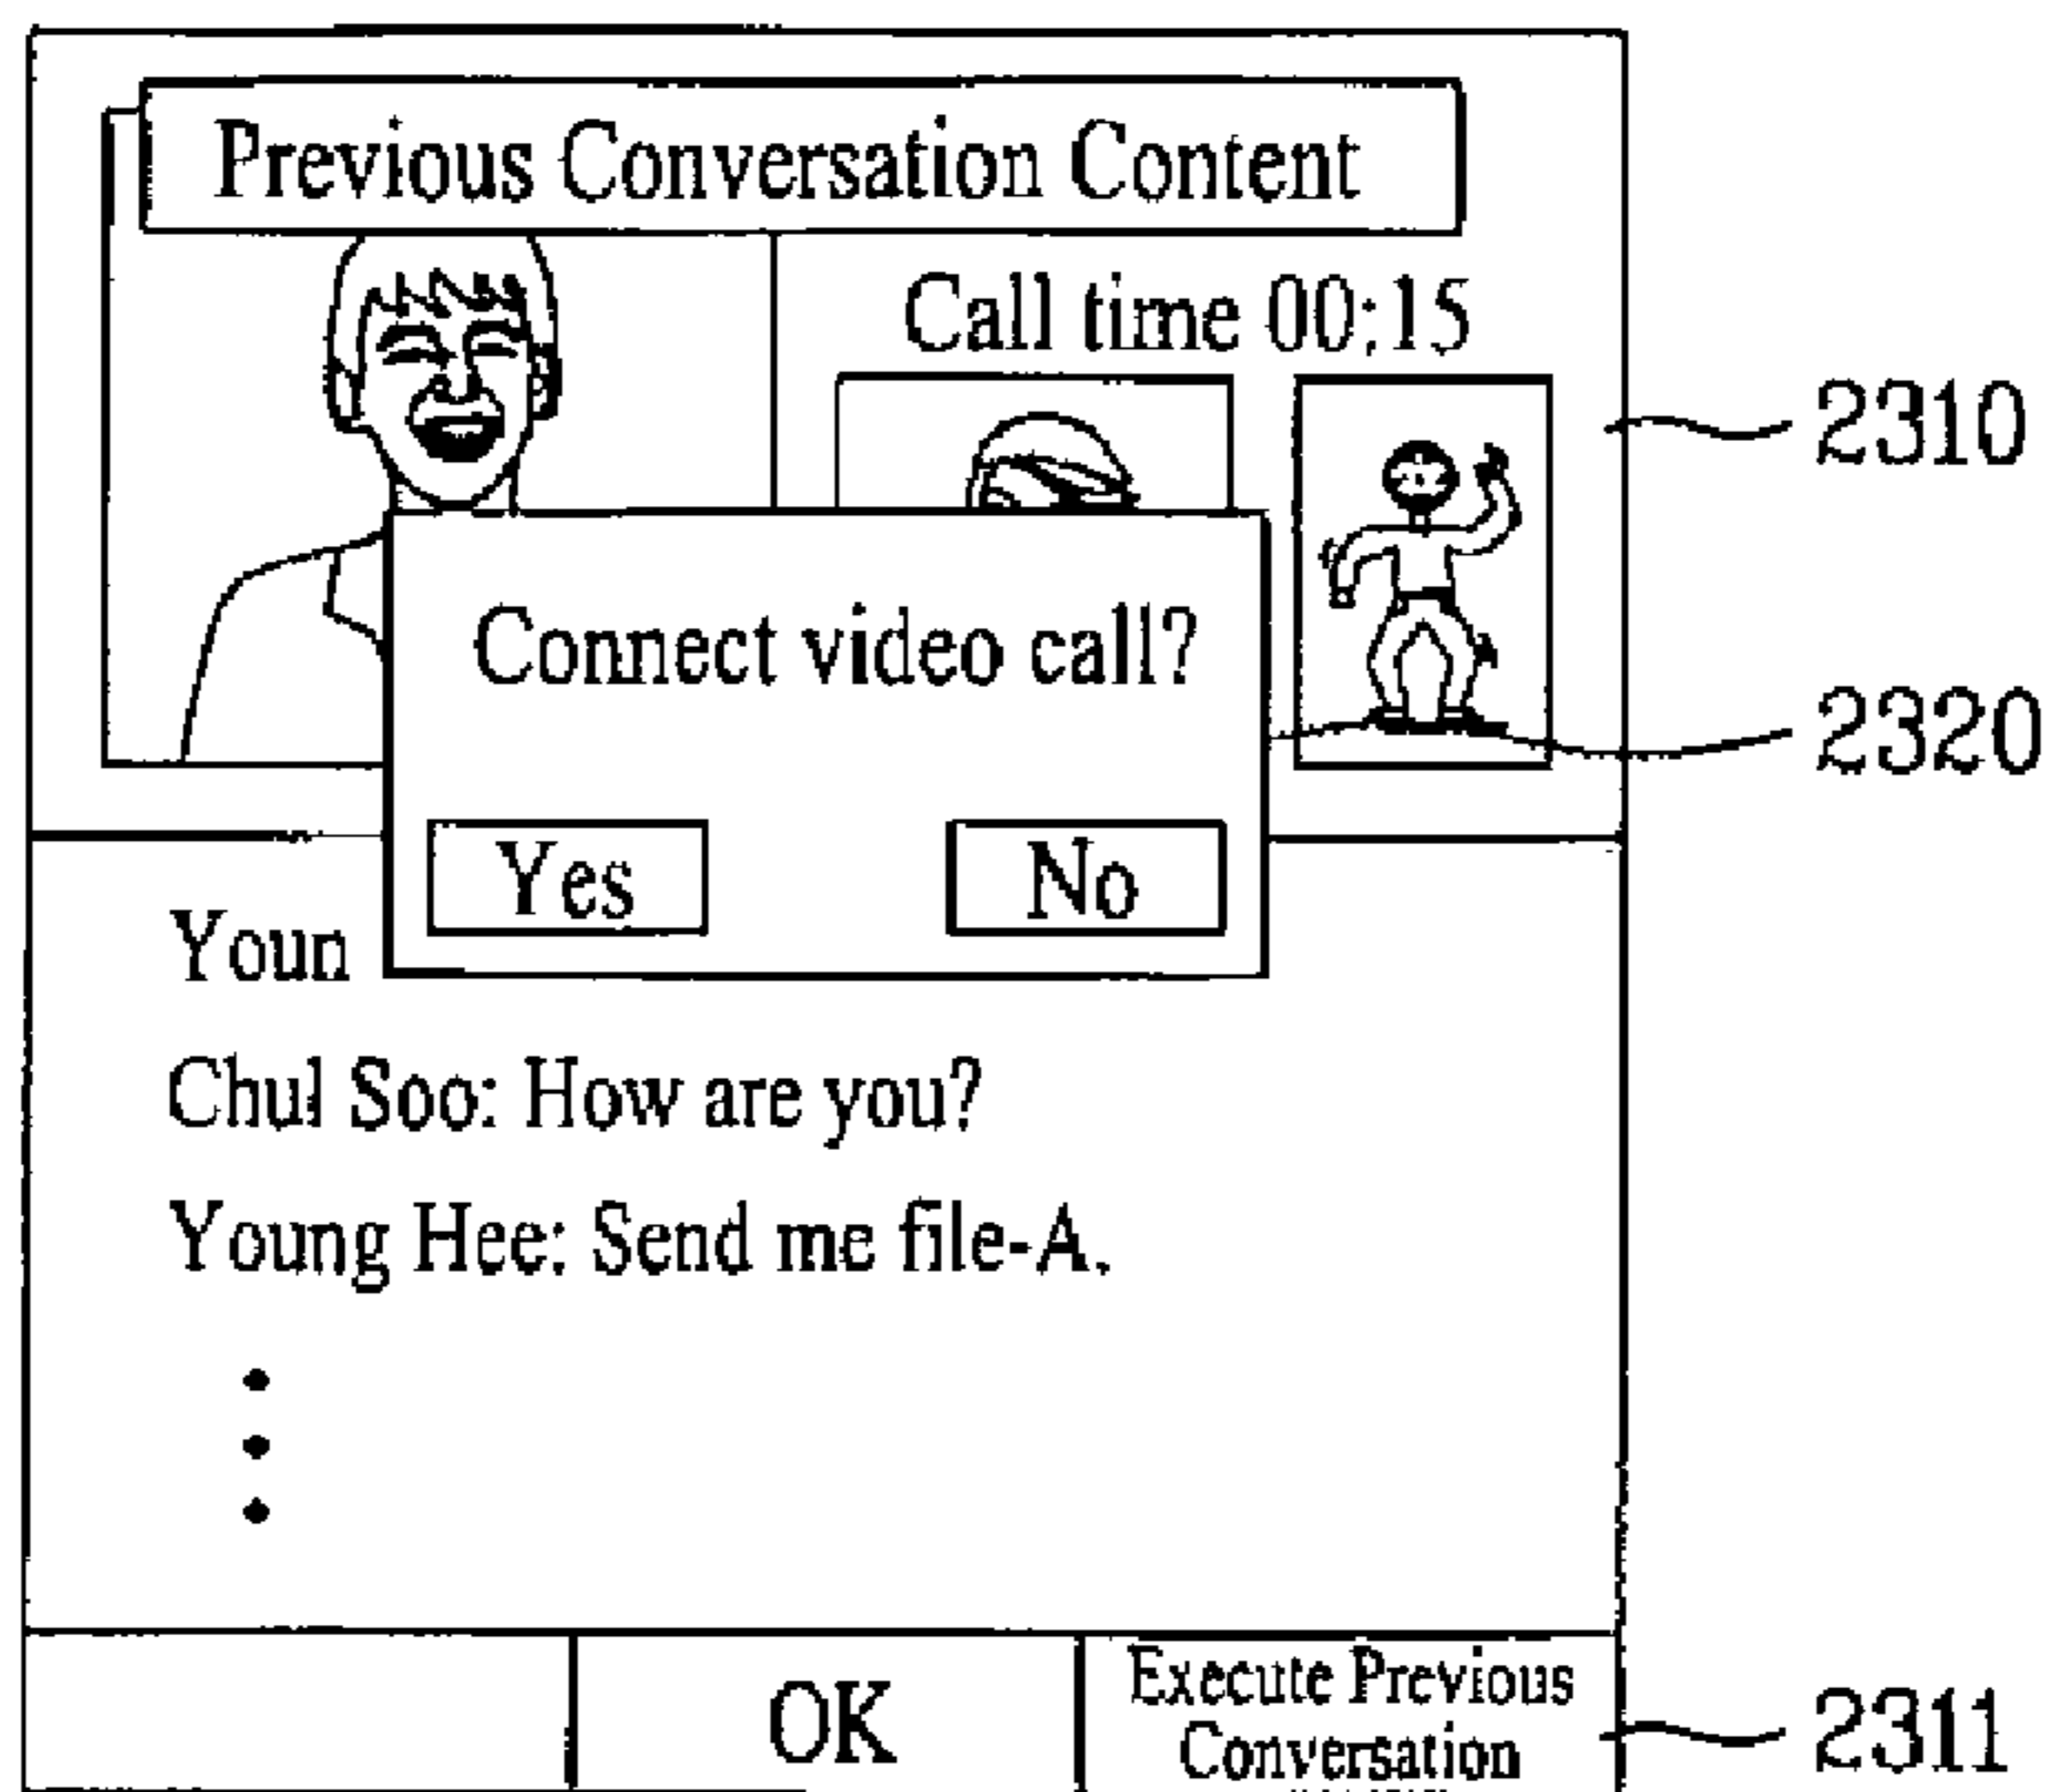 Previous Conversation Content
Call time 00:15
2310
Connect video call?
2320
Yes No
Youn
Chul Soo: How are you?
Young Hee: Send me file-A.
OK
Execute Previous
Conversation
2311